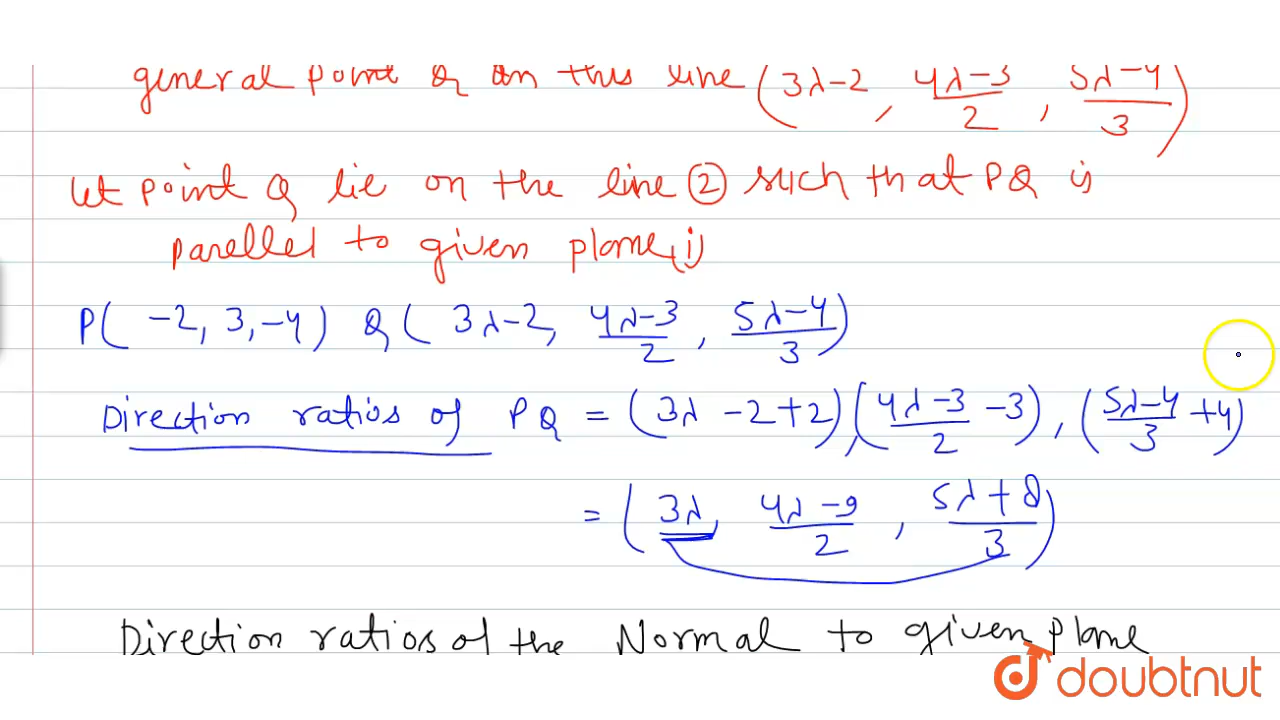 general point Q on this line (3λ-2, 4λ-3/2, 5λ-4/3)
Let point Q lie on the line ② such that PQ is
parellel to given plane (i)
P( -2, 3, -4) Q ( 3λ-2, 4λ-3/2, 5λ-4/3)
Direction ratios of PQ = (3λ -2+2), (4λ-3/2 -3), (5λ-4/3 +4)
= (3λ, 4λ-9/2, 5λ+8/3)
Direction ratios of the Normal to given plane
doubtnut